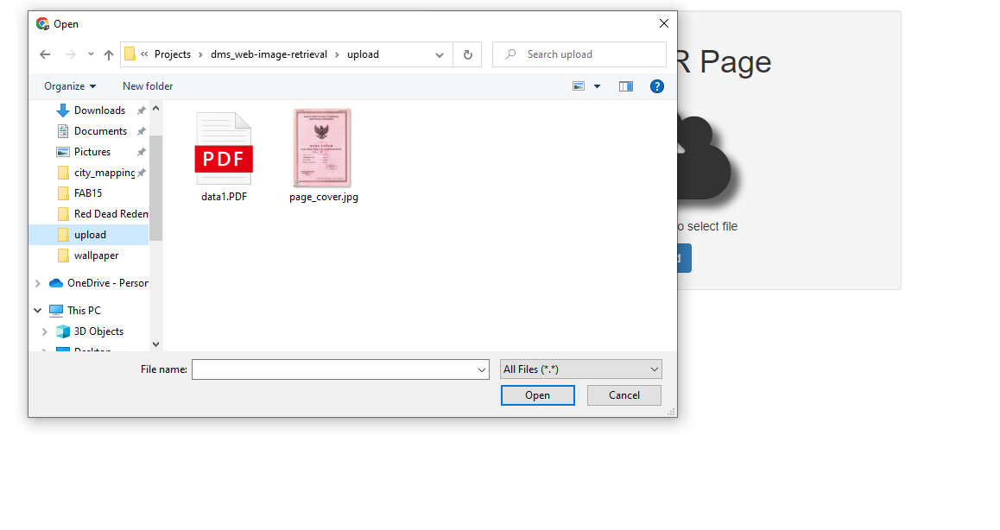 Open
R Page
« Projects › dms_web-image-retrieval › upload
Search upload
Organize
New folder
?
Downloads
Documents
Pictures
city_mapping
FAB15
Red Dead Redem
upload
wallpaper
OneDrive - Person
This PC
3D Objects
Desktop
PDF
data1.PDF
page_cover.jpg
o select file
d
File name:
All Files (*.*)
Open
Cancel